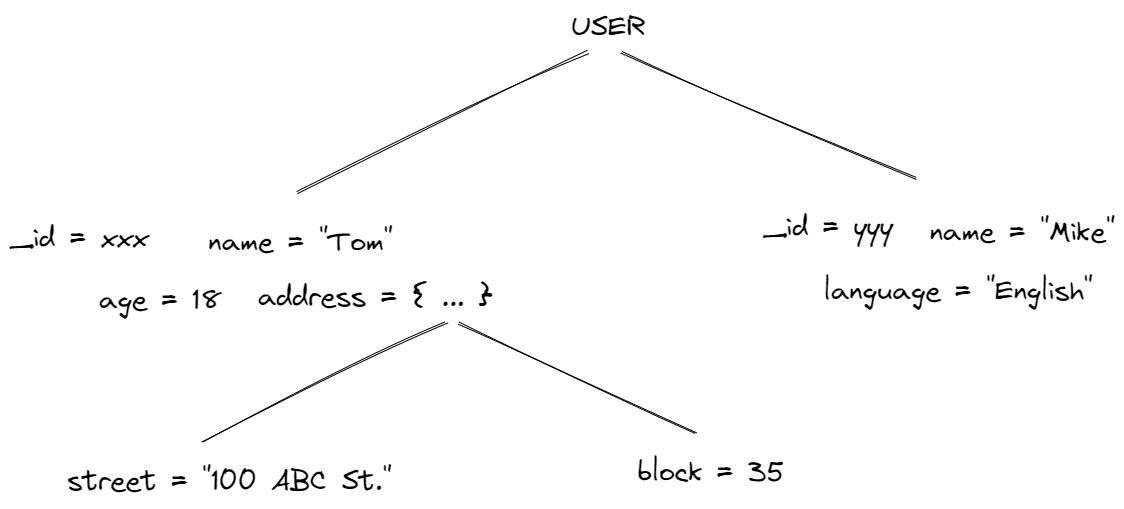 USER
_id = xxx name = "Tom"
age = 18 address = { ... }
_id = yyy name = "Mike"
language = "English"
street = "100 ABC St."
block = 35